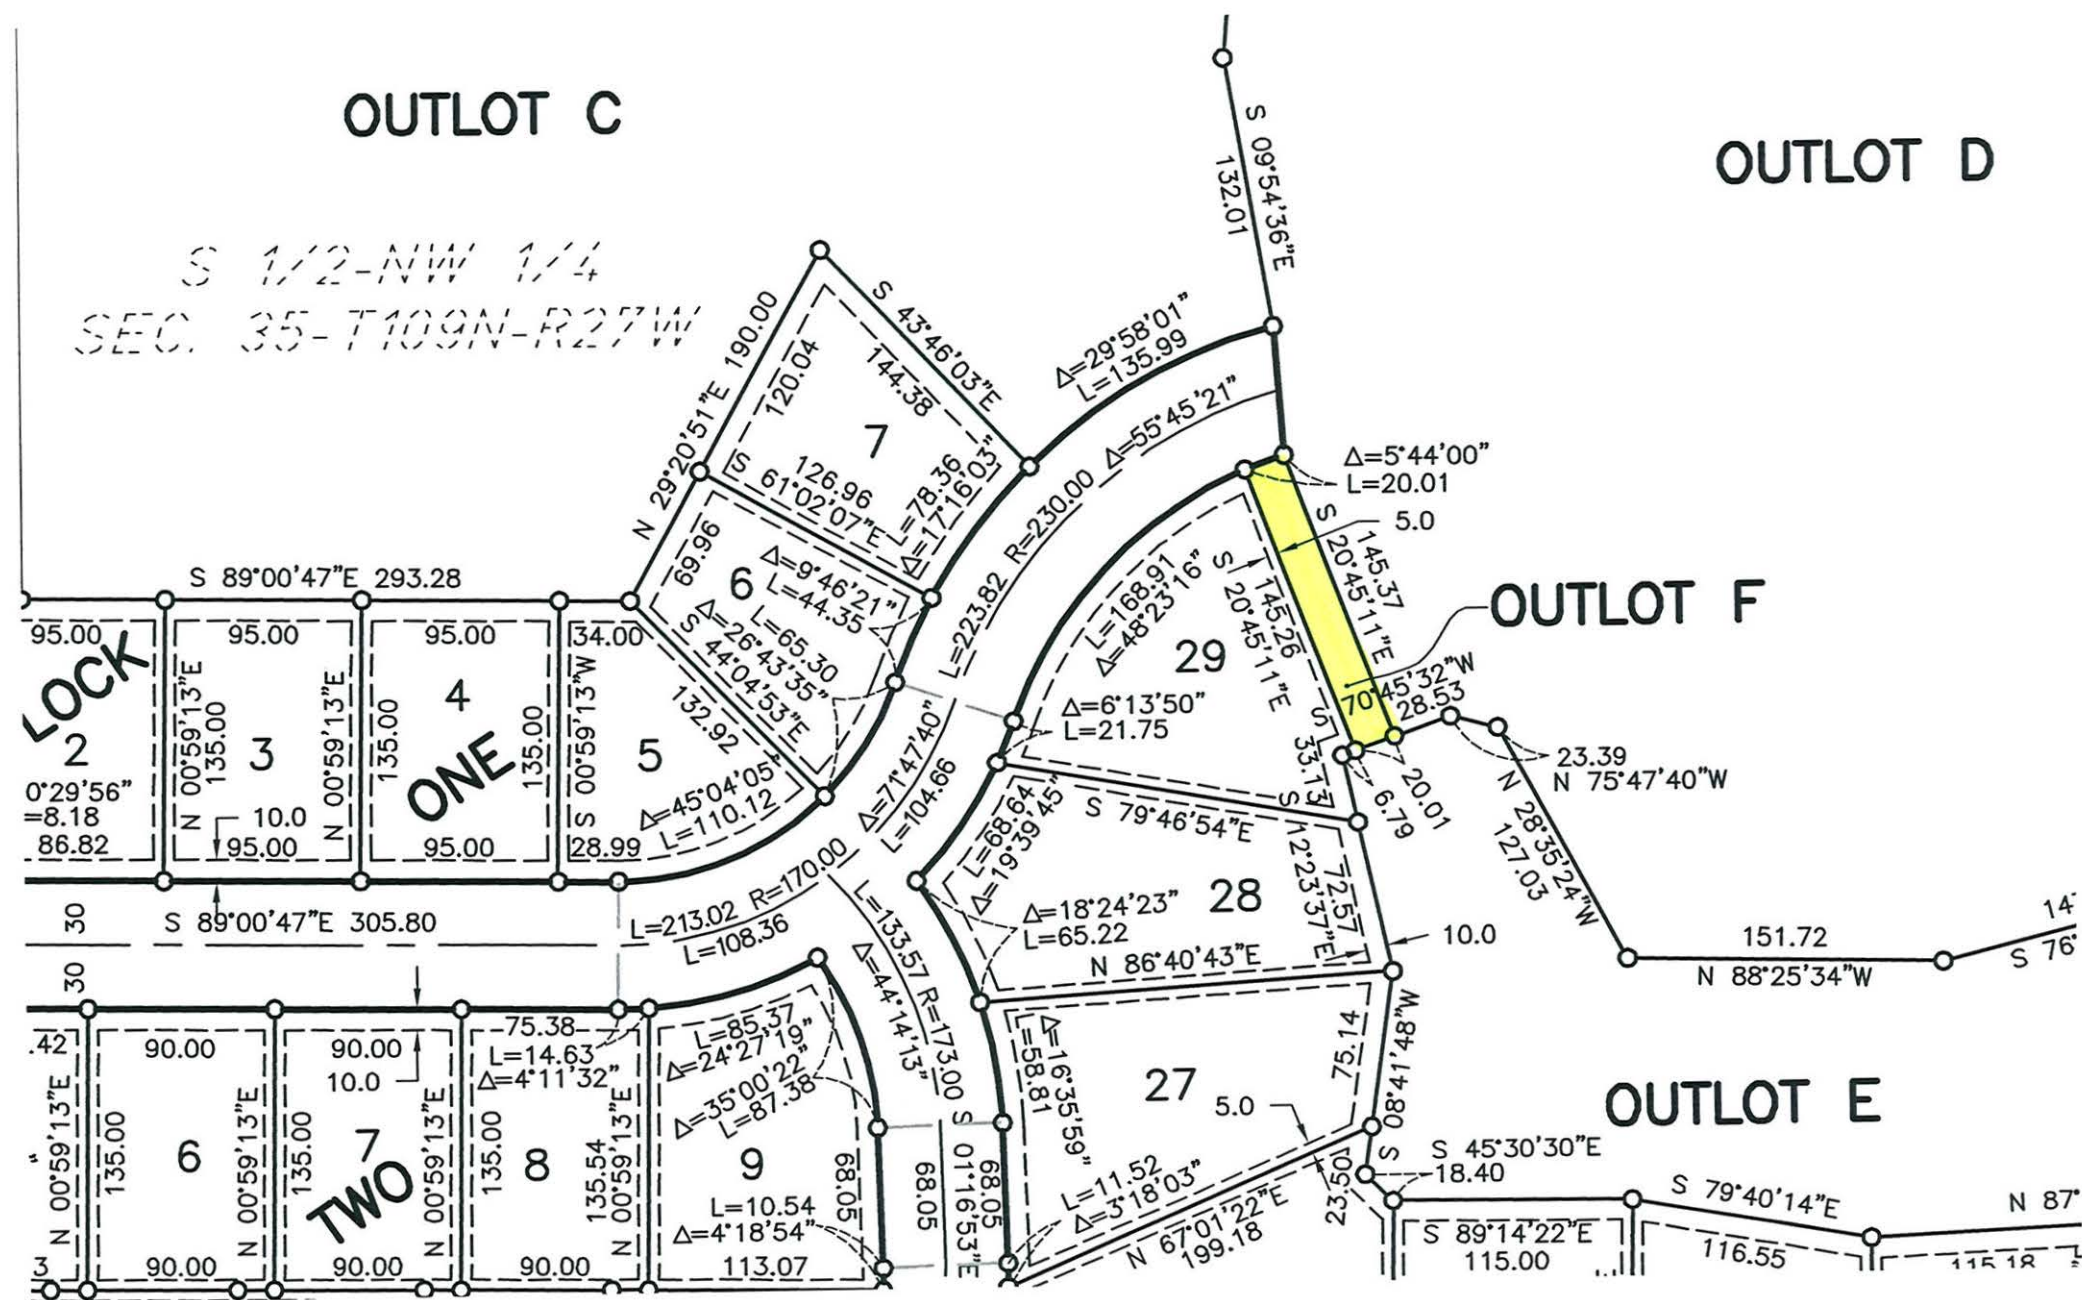 OUTLOT C
OUTLOT D
S 09°54'36"E
132.01
S 1/2-NW 1/4
SEC. 35-T109N-R27W
N 29°20'51"E 190.00
120.04
S 43°46'03"E
144.38
7
L=78.36
Δ=17°16'03"
126.96
S 61°02'07"E
Δ=29°58'01"
L=135.99
Δ=55°45'21"
L=223.82 R=230.00
Δ=5°44'00"
L=20.01
5.0
S 20°45'11"E
145.37
OUTLOT F
70°45'32"W
28.53
S 20°45'11"E
145.26
L=168.91
Δ=48°23'16"
29
Δ=6°13'50"
L=21.75
69.96
6
Δ=9°46'21"
L=44.35
L=65.30
Δ=26°43'35"
S 44°04'53"E
132.92
S 89°00'47"E 293.28
95.00
95.00
95.00
34.00
LOCK
ONE
2
0°29'56"
=8.18
86.82
N 00°59'13"E
135.00
3
10.0
95.00
N 00°59'13"E
135.00
4
95.00
135.00
S 00°59'13"W
5
28.99
Δ=45°04'05"
L=110.12
Δ=71°47'40"
L=104.66
L=213.02 R=170.00
L=108.36
30
S 89°00'47"E 305.80
30
L=68.64
Δ=19°39'45"
S 79°46'54"E
S
33.13
6.79
20.01
23.39
N 75°47'40"W
N 28°35'24"W
127.03
S 12°23'37"E
72.57
10.0
28
Δ=18°24'23"
L=65.22
N 86°40'43"E
151.72
N 88°25'34"W
14
S 76°
L=133.57 R=173.00
Δ=44°14'13"
.42
90.00
90.00
10.0
75.38
L=14.63
Δ=4°11'32"
L=85.37
Δ=24°27'19"
Δ=35°00'22"
L=87.38
N 00°59'13"E
135.00
6
N 00°59'13"E
135.00
7
TWO
N 00°59'13"E
135.00
8
135.54
N 00°59'13"E
9
L=10.54
Δ=4°18'54"
68.05
68.05
S 01°16'53"E
68.05
L=58.81
Δ=16°35'59"
27
75.14
S 08°41'48"W
5.0
L=11.52
Δ=3°18'03"
N 67°01'22"E
199.18
23.50
S 45°30'30"E
18.40
OUTLOT E
S 79°40'14"E
N 87°
S 89°14'22"E
115.00
116.55
115.18
3
90.00
90.00
90.00
113.07